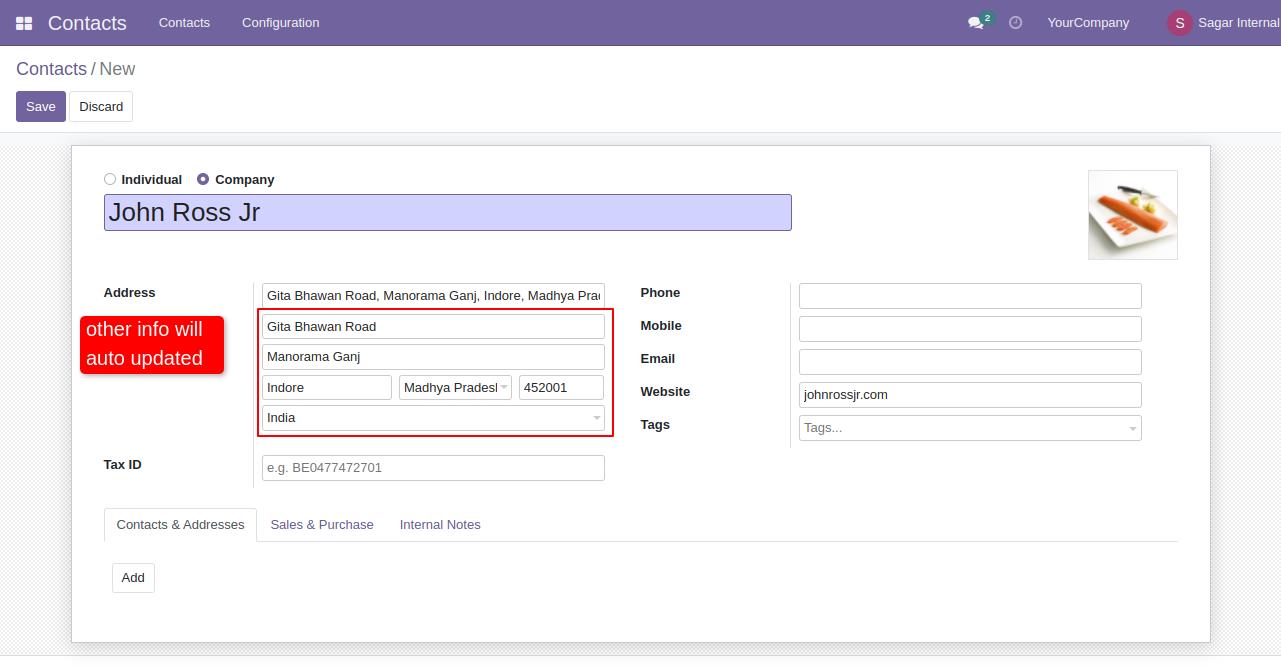 Contacts Contacts Configuration 2 YourCompany S Sagar Internal
Contacts / New
Save Discard
Individual Company
John Ross Jr
Address
Gita Bhawan Road, Manorama Ganj, Indore, Madhya Prad
other info will
auto updated
Gita Bhawan Road
Manorama Ganj
Indore Madhya Pradesh 452001
India
Tax ID
e.g. BE0477472701
Phone
Mobile
Email
Website johnrossjr.com
Tags Tags...
Contacts & Addresses Sales & Purchase Internal Notes
Add